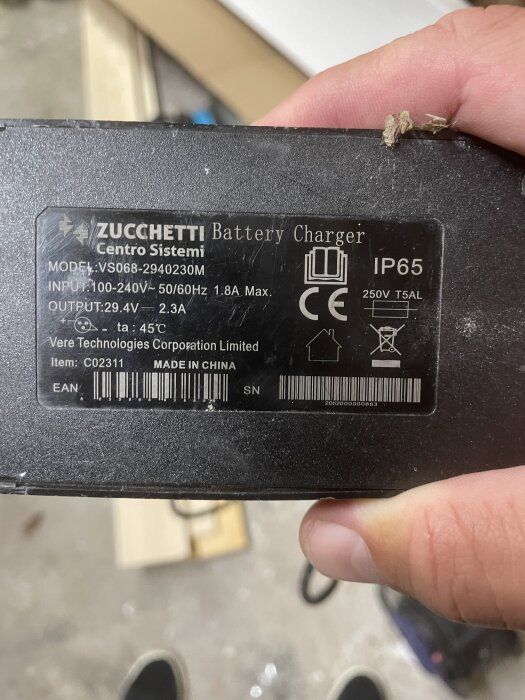 ZUCCHETTI Battery Charger
Centro Sistemi
MODEL:VS068-2940230M
INPUT:100-240V~ 50/60Hz 1.8A Max.
OUTPUT:29.4V⎓ 2.3A
ta : 45℃
Vere Technologies Corporation Limited
Item: C02311 MADE IN CHINA
EAN
SN
IP65
CE
250V T5AL